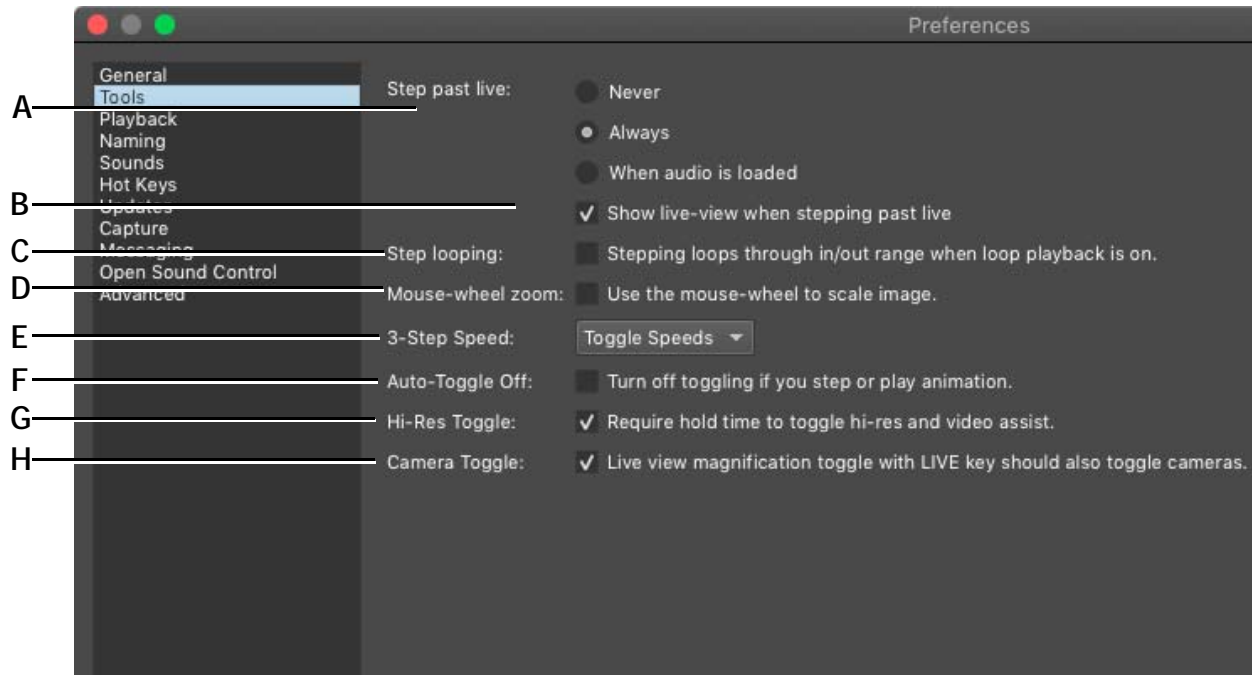 Preferences
General
Tools
Playback
Naming
Sounds
Hot Keys
Updates
Capture
Messaging
Open Sound Control
Advanced
A
Step past live:
Never
Always
When audio is loaded
B
Show live-view when stepping past live
C
Step looping:
Stepping loops through in/out range when loop playback is on.
D
Mouse-wheel zoom:
Use the mouse-wheel to scale image.
E
3-Step Speed:
Toggle Speeds
F
Auto-Toggle Off:
Turn off toggling if you step or play animation.
G
Hi-Res Toggle:
Require hold time to toggle hi-res and video assist.
H
Camera Toggle:
Live view magnification toggle with LIVE key should also toggle cameras.